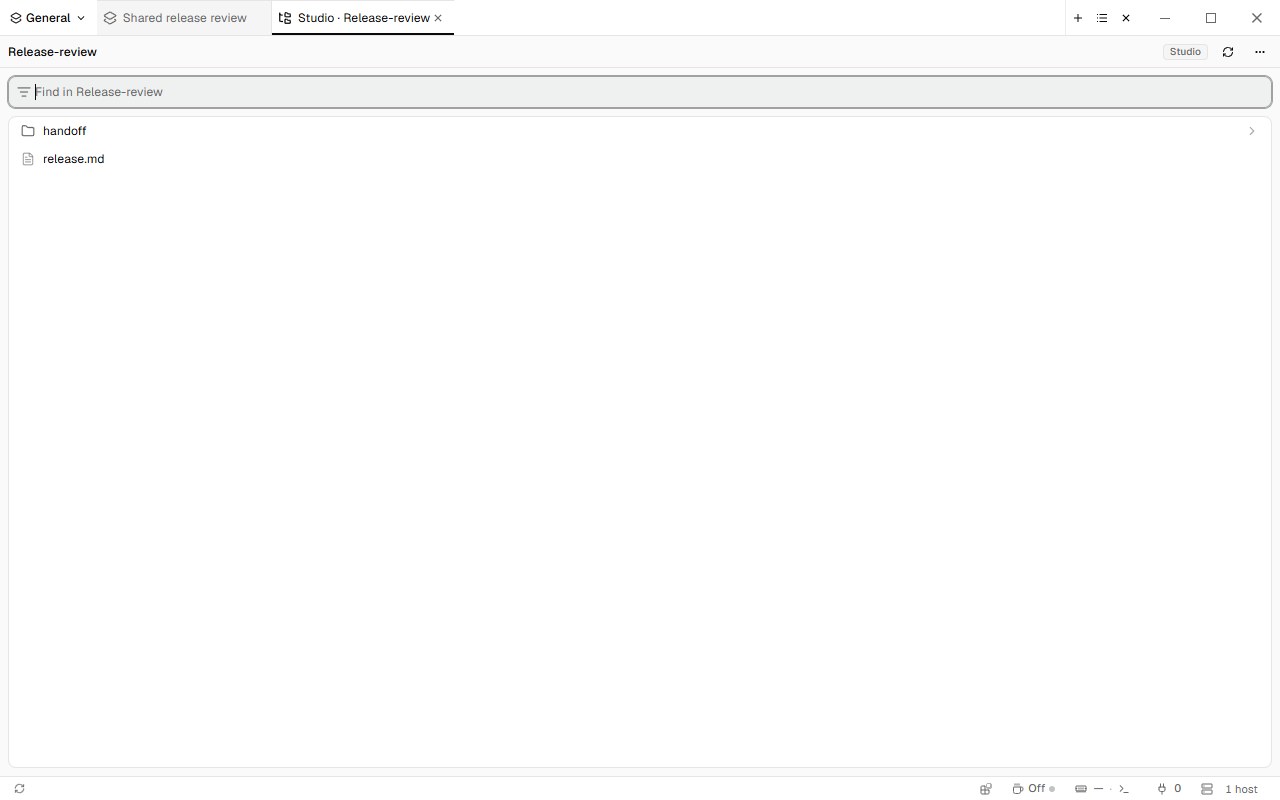 General
Shared release review
Studio · Release-review
Release-review
Studio
Find in Release-review
handoff
release.md
Off
0
1 host